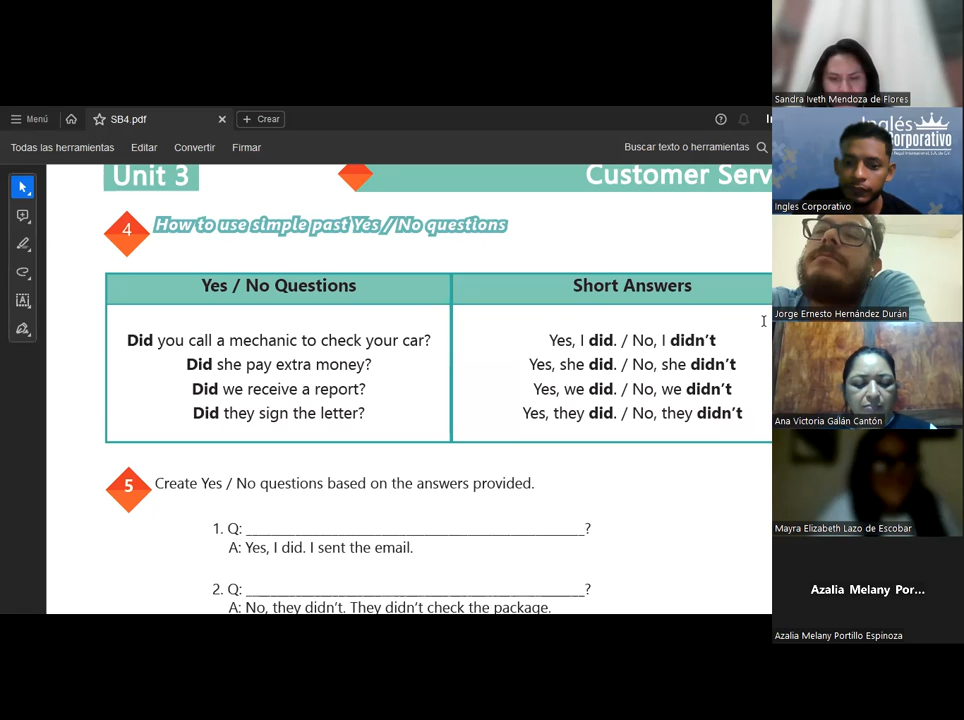 Menú
SB4.pdf
Crear
Todas las herramientas
Editar
Convertir
Firmar
Buscar texto o herramientas
Unit 3
Customer Serv
4
How to use simple past Yes / No questions
Yes / No Questions
Short Answers
Did you call a mechanic to check your car?
Did she pay extra money?
Did we receive a report?
Did they sign the letter?
Yes, I did. / No, I didn't
Yes, she did. / No, she didn't
Yes, we did. / No, we didn't
Yes, they did. / No, they didn't
5
Create Yes / No questions based on the answers provided.
1. Q: ______________________________________?
A: Yes, I did. I sent the email.
2. Q: ______________________________________?
A: No, they didn't. They didn't check the package.
Sandra Iveth Mendoza de Flores
Inglés
orporativo
Ingles Corporativo
Jorge Ernesto Hernández Durán
Ana Victoria Galán Cantón
Mayra Elizabeth Lazo de Escobar
Azalia Melany Por...
Azalia Melany Portillo Espinoza